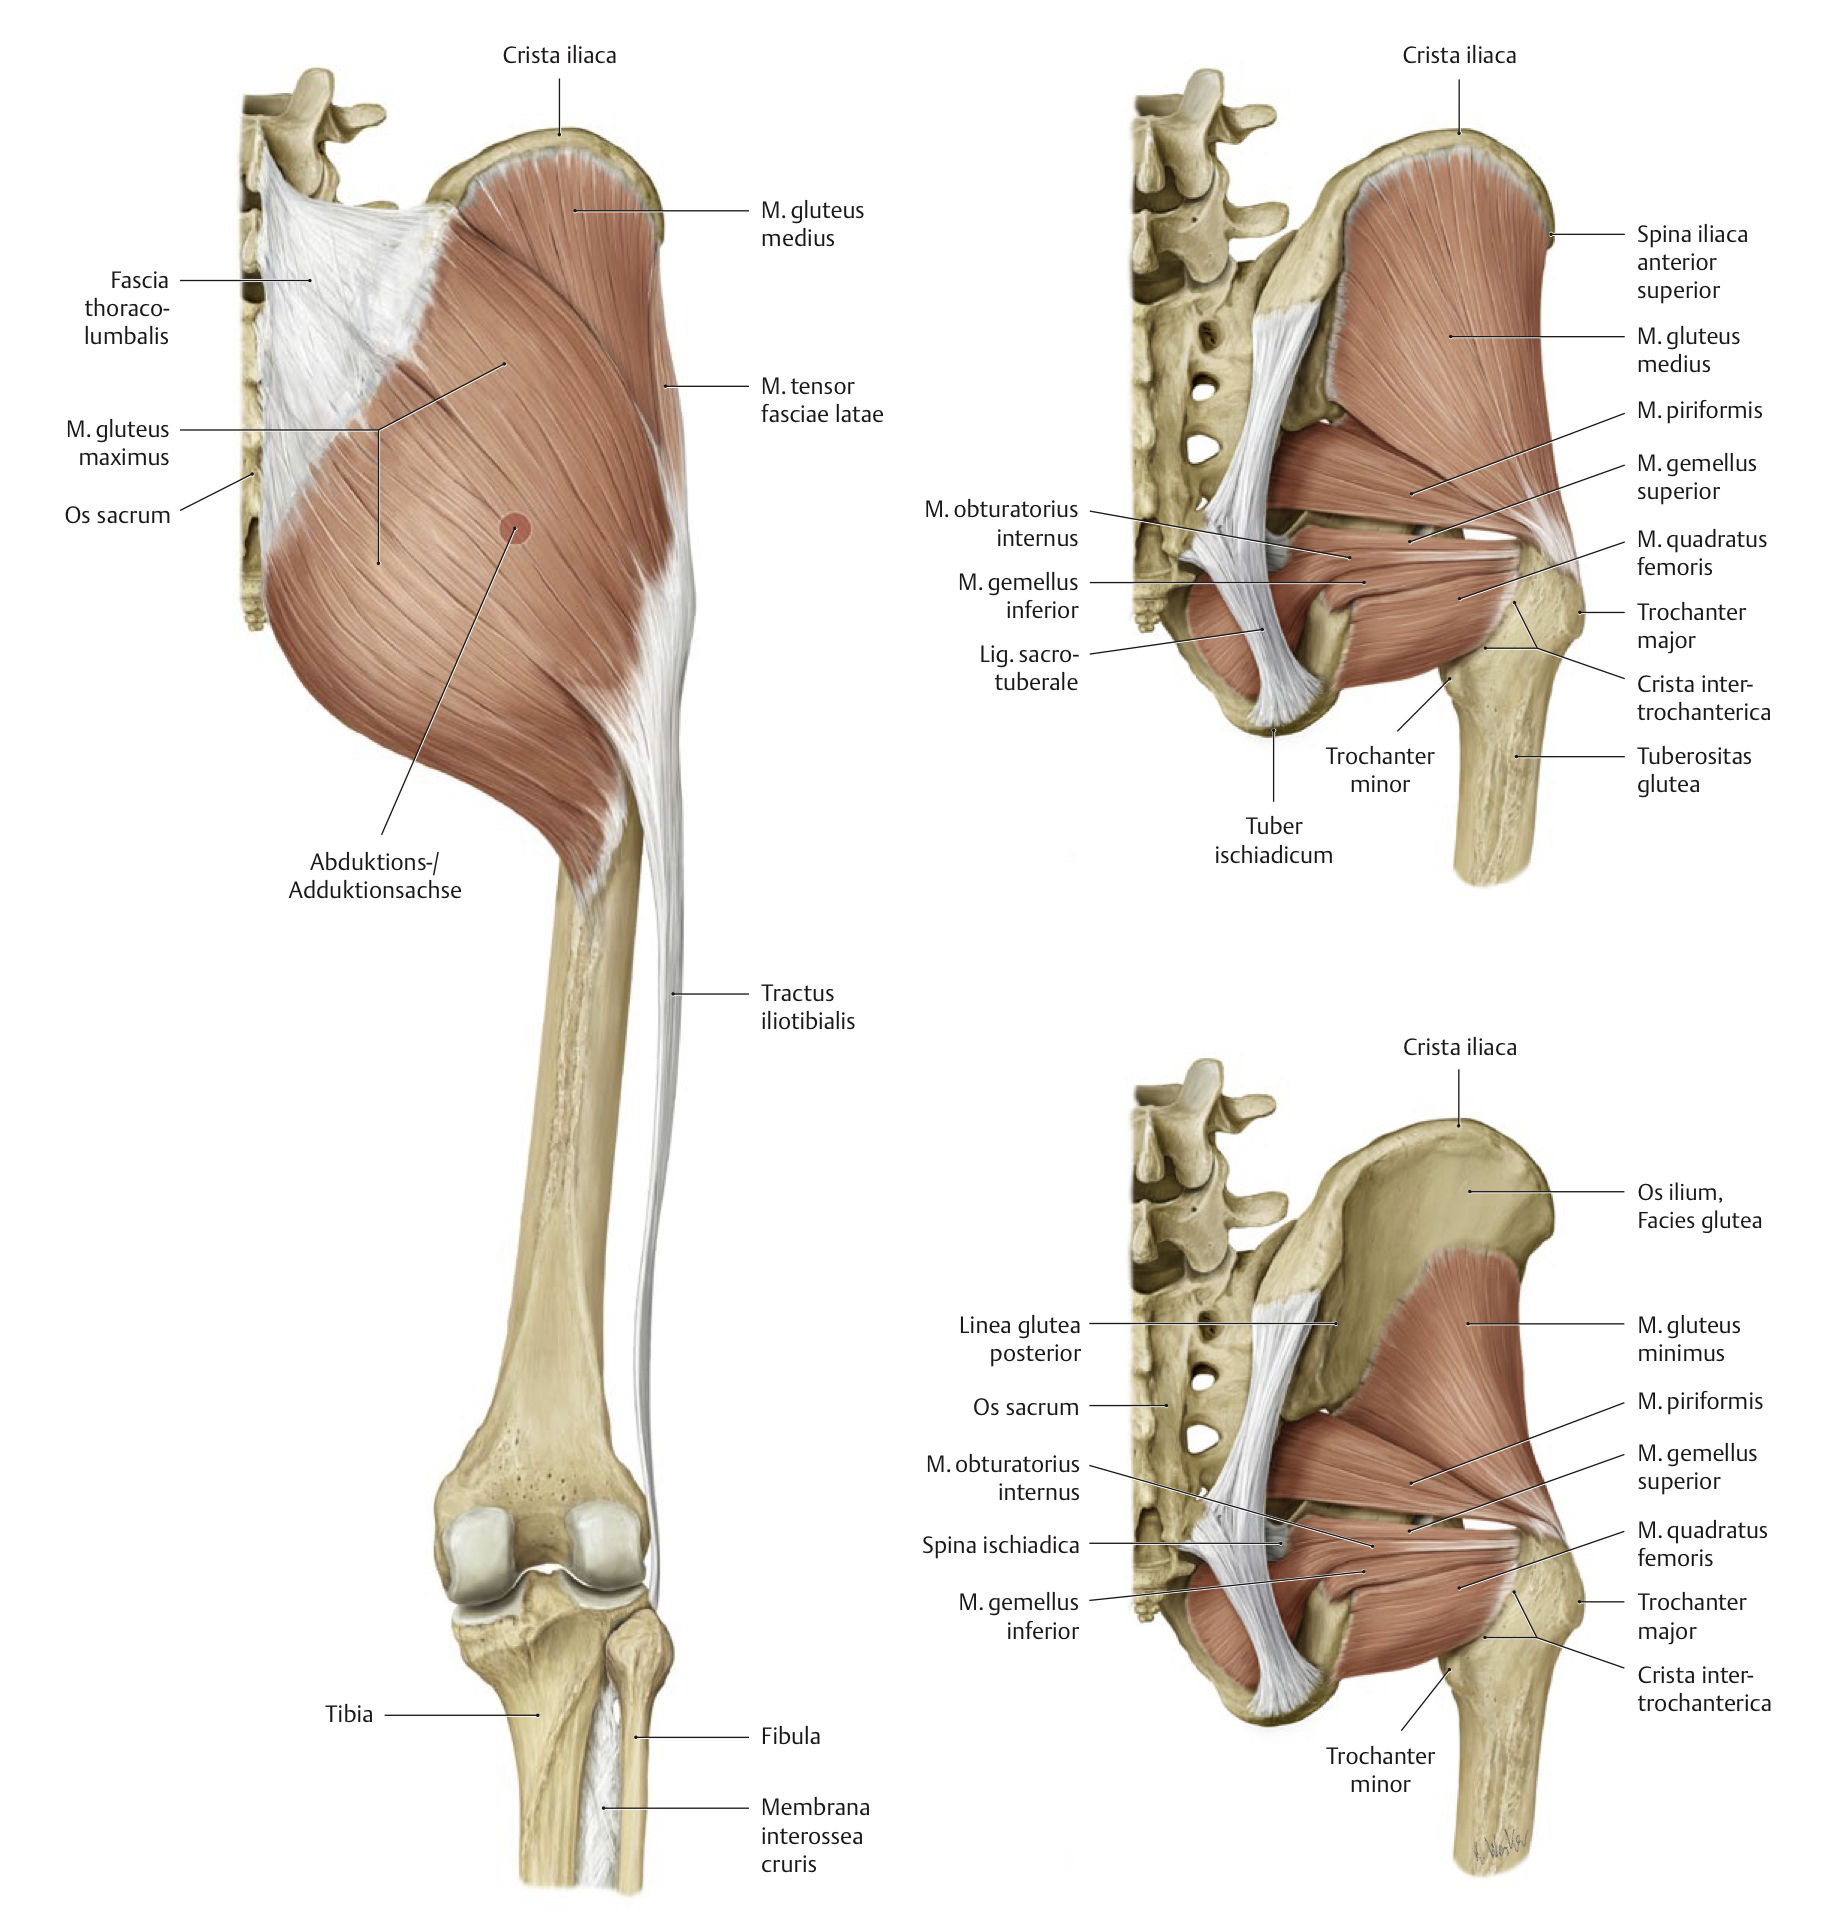 Crista iliaca
M. gluteus
medius
Fascia
thoraco-
lumbalis
M. tensor
fasciae latae
M. gluteus
maximus
Os sacrum
Abduktions-/
Adduktionsachse
Tractus
iliotibialis
Tibia
Fibula
Membrana
interossea
cruris
Crista iliaca
Spina iliaca
anterior
superior
M. gluteus
medius
M. piriformis
M. gemellus
superior
M. obturatorius
internus
M. quadratus
femoris
M. gemellus
inferior
Trochanter
major
Lig. sacro-
tuberale
Crista inter-
trochanterica
Trochanter
minor
Tuberositas
glutea
Tuber
ischiadicum
Crista iliaca
Os ilium,
Facies glutea
Linea glutea
posterior
M. gluteus
minimus
Os sacrum
M. piriformis
M. obturatorius
internus
M. gemellus
superior
Spina ischiadica
M. quadratus
femoris
M. gemellus
inferior
Trochanter
major
Crista inter-
trochanterica
Trochanter
minor